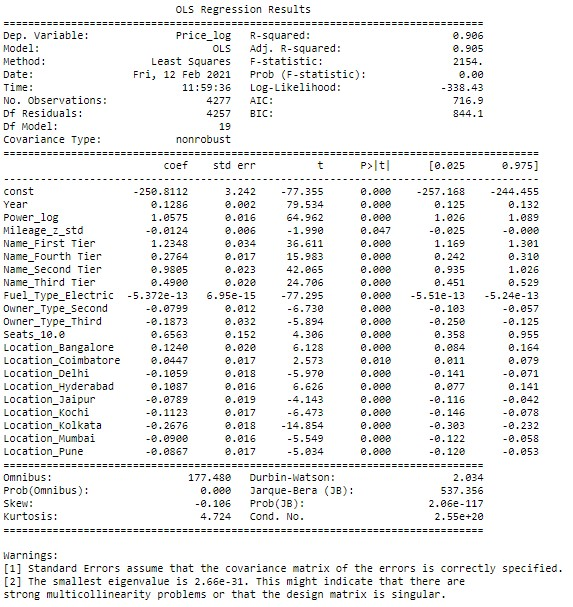 OLS Regression Results
==============================================================================
Dep. Variable: Price_log R-squared: 0.906
Model: OLS Adj. R-squared: 0.905
Method: Least Squares F-statistic: 2154.
Date: Fri, 12 Feb 2021 Prob (F-statistic): 0.00
Time: 11:59:36 Log-Likelihood: -338.43
No. Observations: 4277 AIC: 716.9
Df Residuals: 4257 BIC: 844.1
Df Model: 19
Covariance Type: nonrobust
======================================================================================
coef std err t P>|t| [0.025 0.975]
--------------------------------------------------------------------------------------
const -250.8112 3.242 -77.355 0.000 -257.168 -244.455
Year 0.1286 0.002 79.534 0.000 0.125 0.132
Power_log 1.0575 0.016 64.962 0.000 1.026 1.089
Mileage_z_std -0.0124 0.006 -1.990 0.047 -0.025 -0.000
Name_First Tier 1.2348 0.034 36.611 0.000 1.169 1.301
Name_Fourth Tier 0.2764 0.017 15.983 0.000 0.242 0.310
Name_Second Tier 0.9805 0.023 42.065 0.000 0.935 1.026
Name_Third Tier 0.4900 0.020 24.706 0.000 0.451 0.529
Fuel_Type_Electric -5.372e-13 6.95e-15 -77.295 0.000 -5.51e-13 -5.24e-13
Owner_Type_Second -0.0799 0.012 -6.730 0.000 -0.103 -0.057
Owner_Type_Third -0.1873 0.032 -5.894 0.000 -0.250 -0.125
Seats_10.0 0.6563 0.152 4.306 0.000 0.358 0.955
Location_Bangalore 0.1240 0.020 6.128 0.000 0.084 0.164
Location_Coimbatore 0.0447 0.017 2.573 0.010 0.011 0.079
Location_Delhi -0.1059 0.018 -5.970 0.000 -0.141 -0.071
Location_Hyderabad 0.1087 0.016 6.626 0.000 0.077 0.141
Location_Jaipur -0.0789 0.019 -4.143 0.000 -0.116 -0.042
Location_Kochi -0.1123 0.017 -6.473 0.000 -0.146 -0.078
Location_Kolkata -0.2676 0.018 -14.854 0.000 -0.303 -0.232
Location_Mumbai -0.0900 0.016 -5.549 0.000 -0.122 -0.058
Location_Pune -0.0867 0.017 -5.034 0.000 -0.120 -0.053
==============================================================================
Omnibus: 177.480 Durbin-Watson: 2.034
Prob(Omnibus): 0.000 Jarque-Bera (JB): 537.356
Skew: -0.106 Prob(JB): 2.06e-117
Kurtosis: 4.724 Cond. No. 2.55e+20
==============================================================================
Warnings:
[1] Standard Errors assume that the covariance matrix of the errors is correctly specified.
[2] The smallest eigenvalue is 2.66e-31. This might indicate that there are
strong multicollinearity problems or that the design matrix is singular.